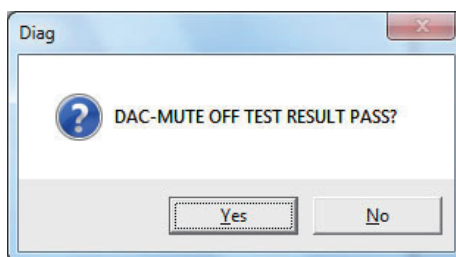 Diag
DAC-MUTE OFF TEST RESULT PASS?
Yes
No